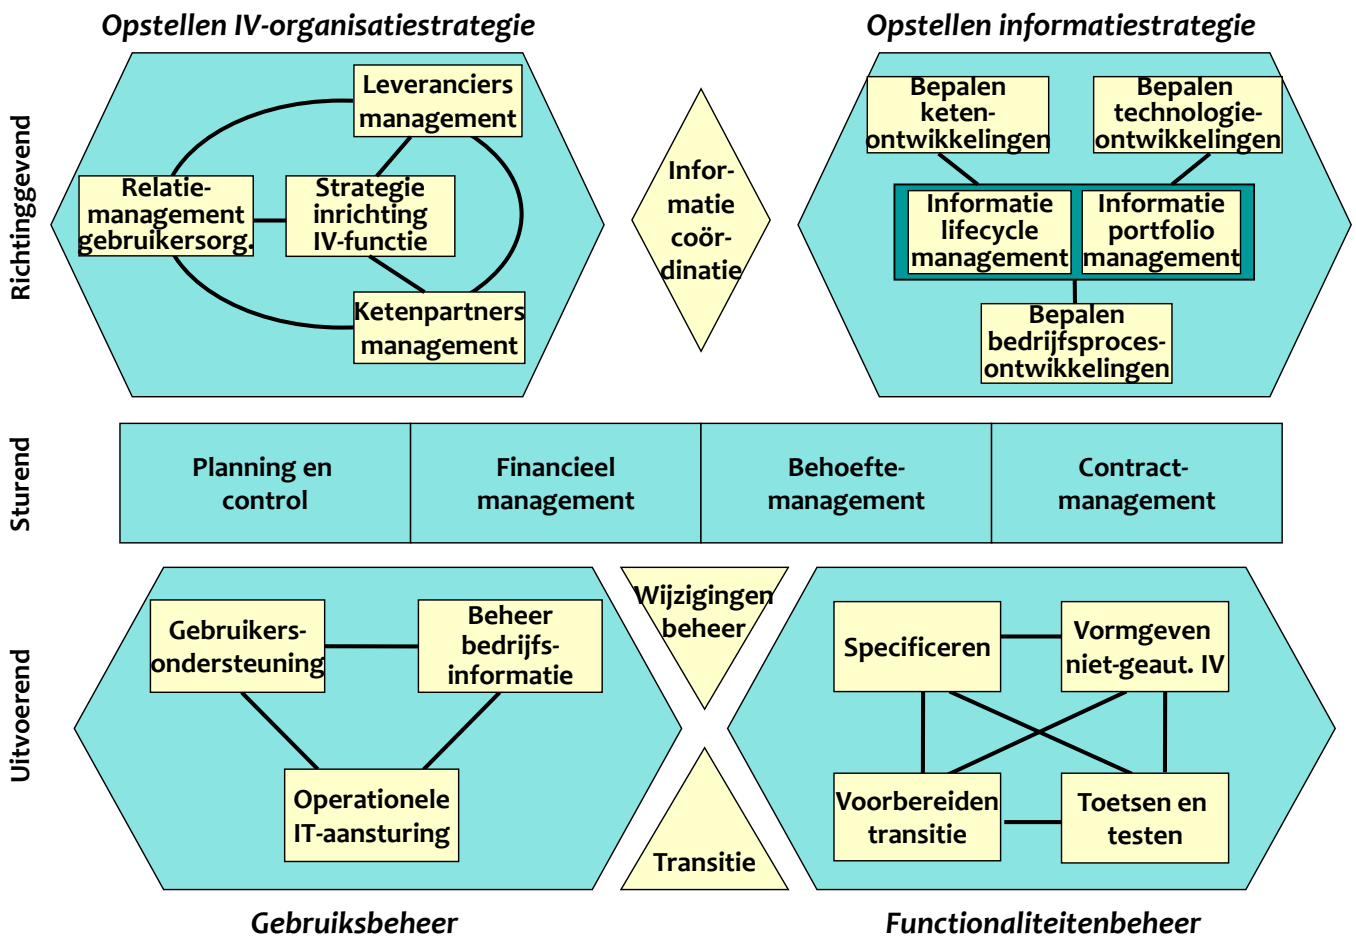 Opstellen IV-organisatiestrategie
Opstellen informatiestrategie
Richtinggevend
Leveranciers
management
Relatie-
management
gebruikersorg.
Strategie
inrichting
IV-functie
Ketenpartners
management
Infor-
matie
coör-
dinatie
Bepalen
keten-
ontwikkelingen
Bepalen
technologie-
ontwikkelingen
Informatie
lifecycle
management
Informatie
portfolio
management
Bepalen
bedrijfsproces-
ontwikkelingen
Sturend
Planning en
control
Financieel
management
Behoefte-
management
Contract-
management
Uitvoerend
Gebruikers-
ondersteuning
Beheer
bedrijfs-
informatie
Operationele
IT-aansturing
Wijzigingen
beheer
Transitie
Specificeren
Vormgeven
niet-geaut. IV
Voorbereiden
transitie
Toetsen en
testen
Gebruiksbeheer
Functionaliteitenbeheer